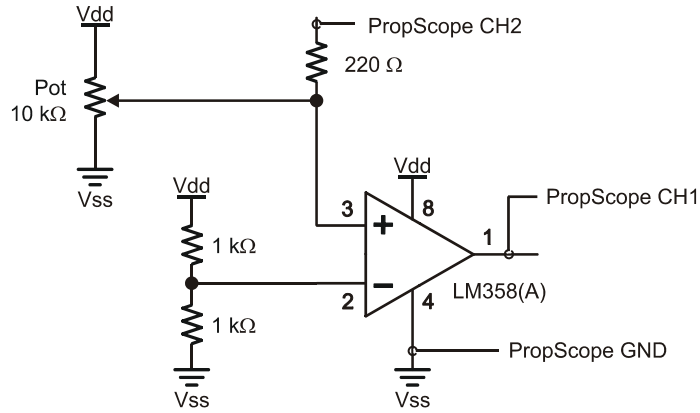 Vdd
PropScope CH2
220 Ω
Pot
10 kΩ
Vss
Vdd
Vdd
3
8
PropScope CH1
+
1
1 kΩ
2
−
4
LM358(A)
1 kΩ
PropScope GND
Vss
Vss